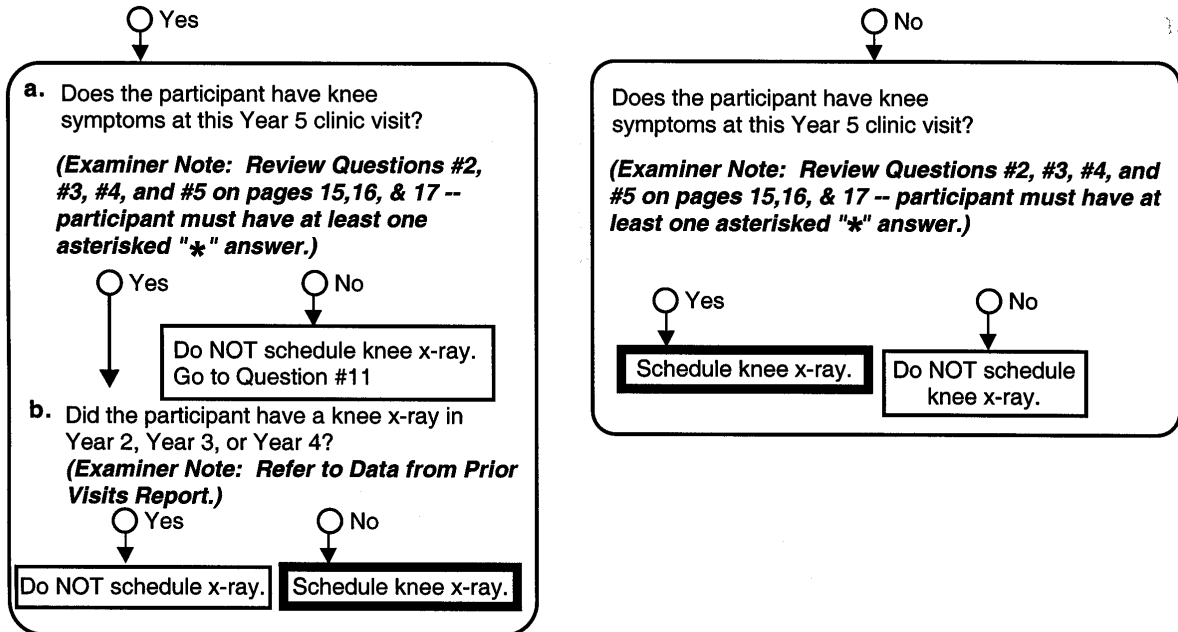 Yes
a. Does the participant have knee
symptoms at this Year 5 clinic visit?
(Examiner Note: Review Questions #2,
#3, #4, and #5 on pages 15,16, & 17 --
participant must have at least one
asterisked "*" answer.)
Yes
No
Do NOT schedule knee x-ray.
Go to Question #11
b. Did the participant have a knee x-ray in
Year 2, Year 3, or Year 4?
(Examiner Note: Refer to Data from Prior
Visits Report.)
Yes
No
Do NOT schedule x-ray.
Schedule knee x-ray.
No
Does the participant have knee
symptoms at this Year 5 clinic visit?
(Examiner Note: Review Questions #2, #3, #4, and
#5 on pages 15,16, & 17 -- participant must have at
least one asterisked "*" answer.)
Yes
No
Schedule knee x-ray.
Do NOT schedule
knee x-ray.